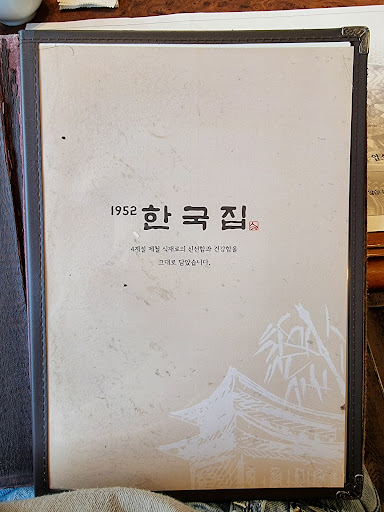 1952 한국집
4계절 제철 식재료의 신선함과 건강함을
그대로 담았습니다.